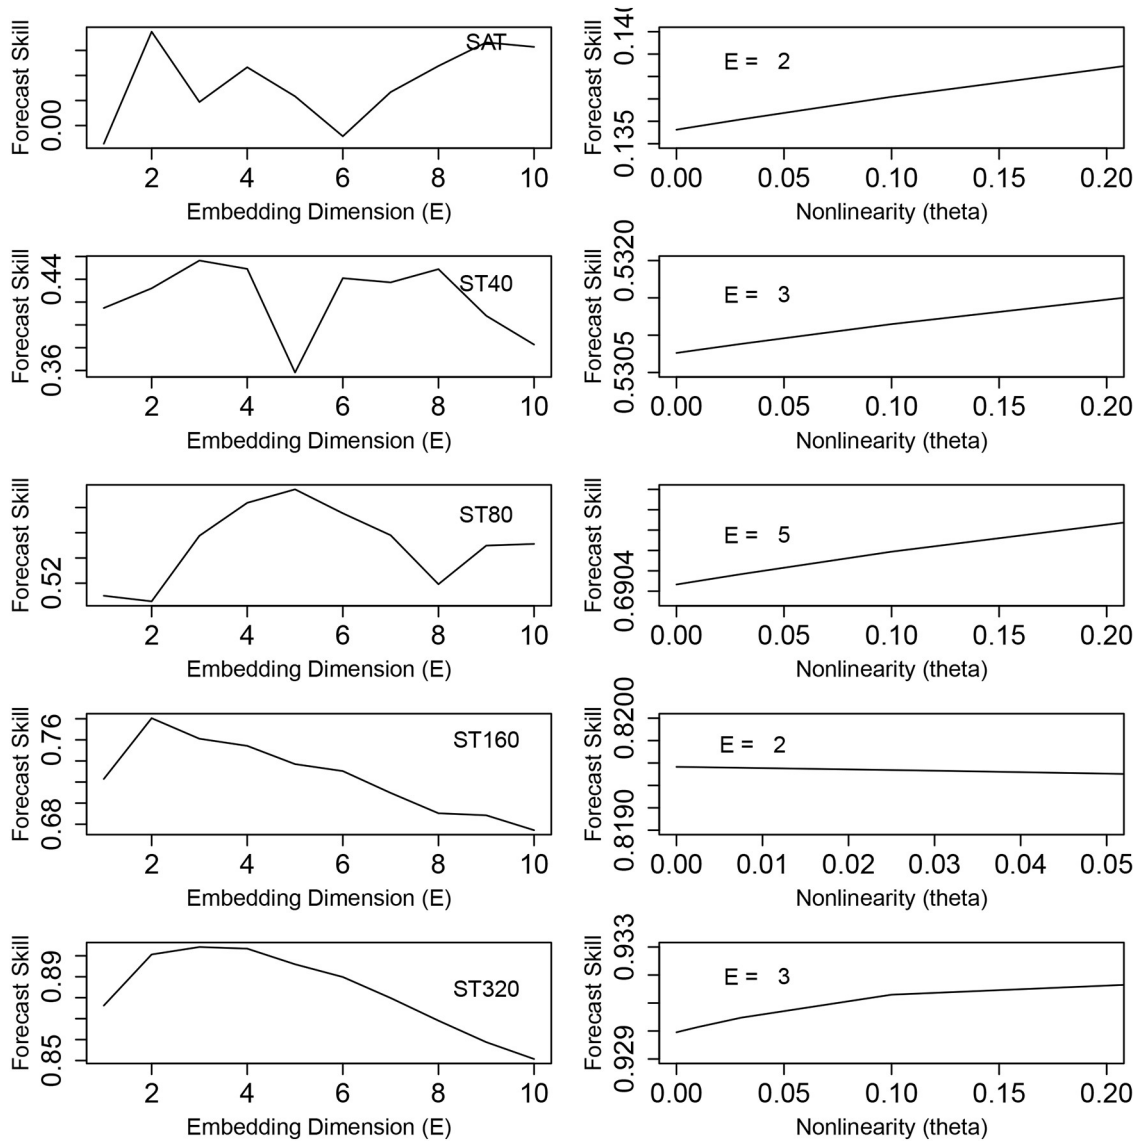 Forecast Skill
0.00
SAT
2 4 6 8 10
Embedding Dimension (E)
Forecast Skill
0.135 0.140
E = 2
0.00 0.05 0.10 0.15 0.20
Nonlinearity (theta)
Forecast Skill
0.36 0.44
ST40
2 4 6 8 10
Embedding Dimension (E)
Forecast Skill
0.5305 0.5320
E = 3
0.00 0.05 0.10 0.15 0.20
Nonlinearity (theta)
Forecast Skill
0.52
ST80
2 4 6 8 10
Embedding Dimension (E)
Forecast Skill
0.6904
E = 5
0.00 0.05 0.10 0.15 0.20
Nonlinearity (theta)
Forecast Skill
0.68 0.76
ST160
2 4 6 8 10
Embedding Dimension (E)
Forecast Skill
0.8190 0.8200
E = 2
0.00 0.01 0.02 0.03 0.04 0.05
Nonlinearity (theta)
Forecast Skill
0.85 0.89
ST320
2 4 6 8 10
Embedding Dimension (E)
Forecast Skill
0.929 0.933
E = 3
0.00 0.05 0.10 0.15 0.20
Nonlinearity (theta)